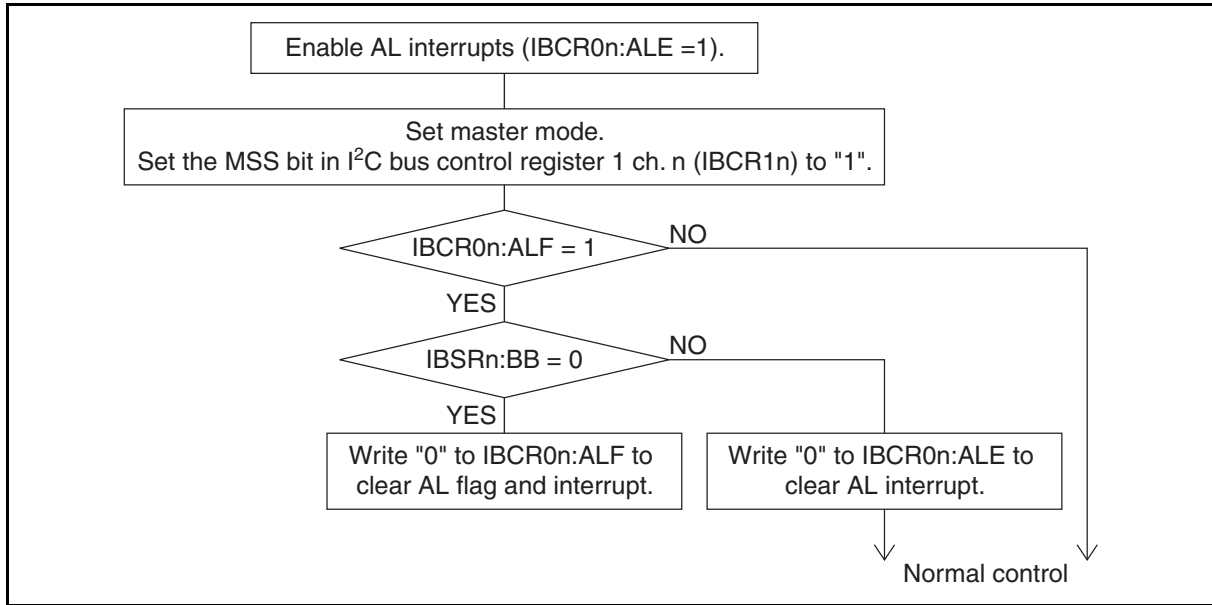 Enable AL interrupts (IBCR0n:ALE =1).
Set master mode.
Set the MSS bit in I²C bus control register 1 ch. n (IBCR1n) to "1".
IBCR0n:ALF = 1
NO
YES
IBSRn:BB = 0
NO
YES
Write "0" to IBCR0n:ALF to
clear AL flag and interrupt.
Write "0" to IBCR0n:ALE to
clear AL interrupt.
Normal control